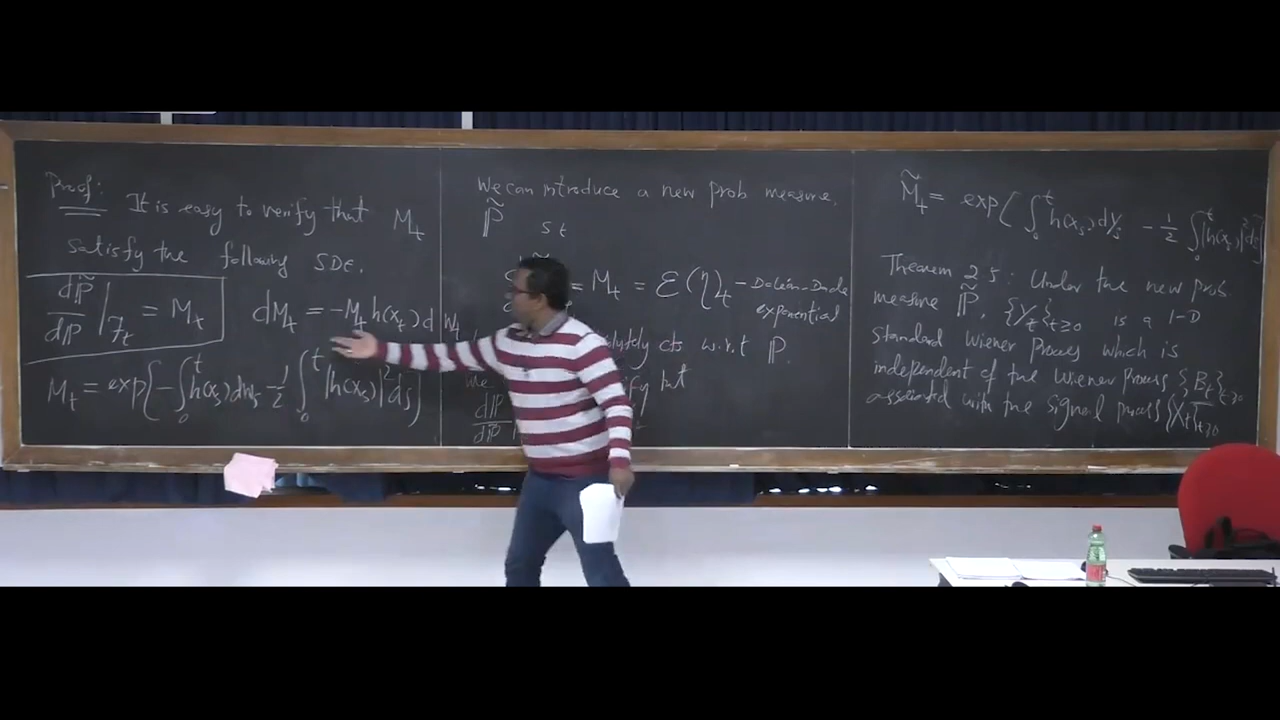 Proof: It is easy to verify that M_t
satisfy the following SDE.
dP̃/dP |_{F_t} = M_t
dM_t = -M_t h(X_t) dW_t
M_t = exp{-∫_0^t h(X_s)dW_s - 1/2 ∫_0^t |h(X_s)|^2 ds}
We can introduce a new prob measure.
P̃ st
= M_t = ℰ(η)_t - Doléan-Dade
exponential
cts w.r.t P.
we
dP/dP̃
M̃_t = exp[∫_0^t h(X_s)dY_s - 1/2 ∫_0^t |h(X_s)|^2 ds]
Theorem 2.5: Under the new prob
measure P̃, {Y_t}_{t≥0} is a 1-D
standard Wiener Process which is
independent of the Wiener Process {B_t}_{t≥0}
associated with the signal process {X_t}_{t≥0}